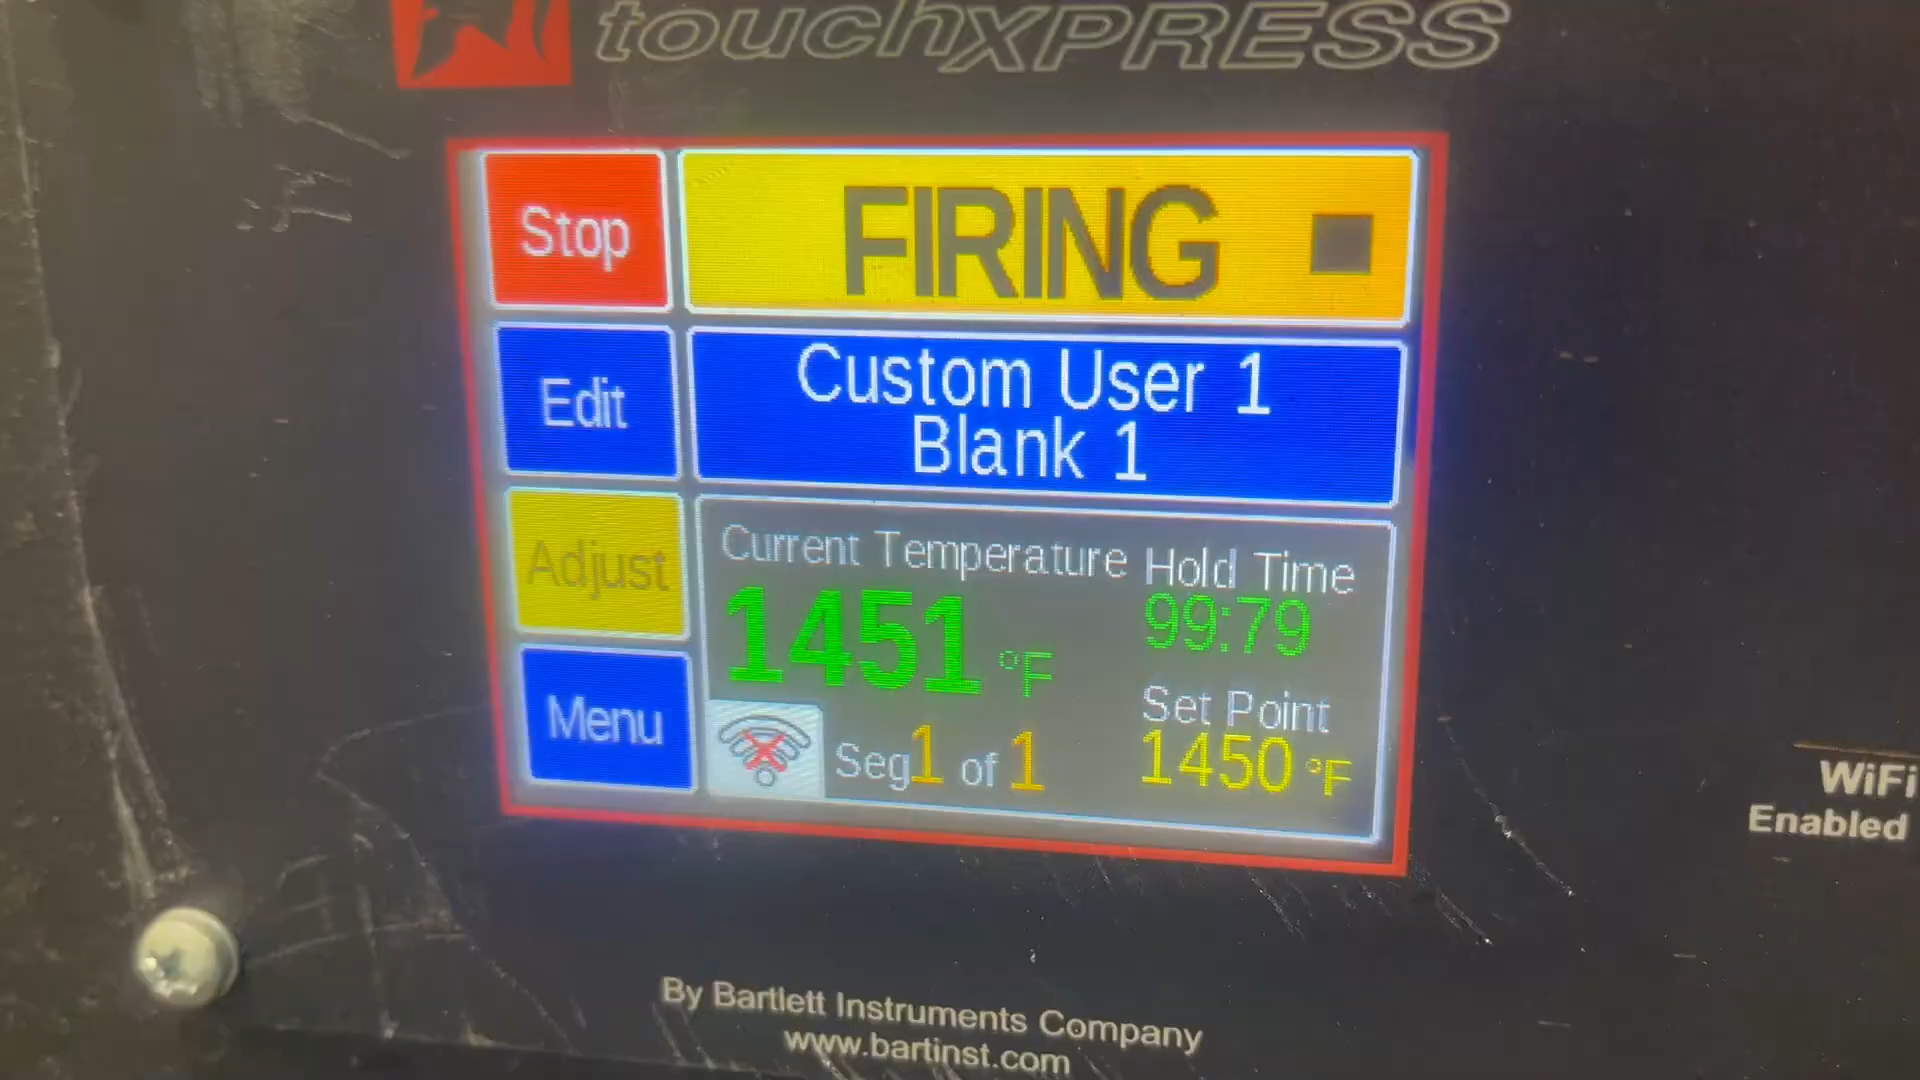 touchXPRESS
Stop
FIRING
Edit
Custom User 1
Blank 1
Adjust
Current Temperature
Hold Time
1451 °F
99:79
Menu
Seg 1 of 1
Set Point
1450 °F
WiFi
Enabled
By Bartlett Instruments Company
www.bartinst.com